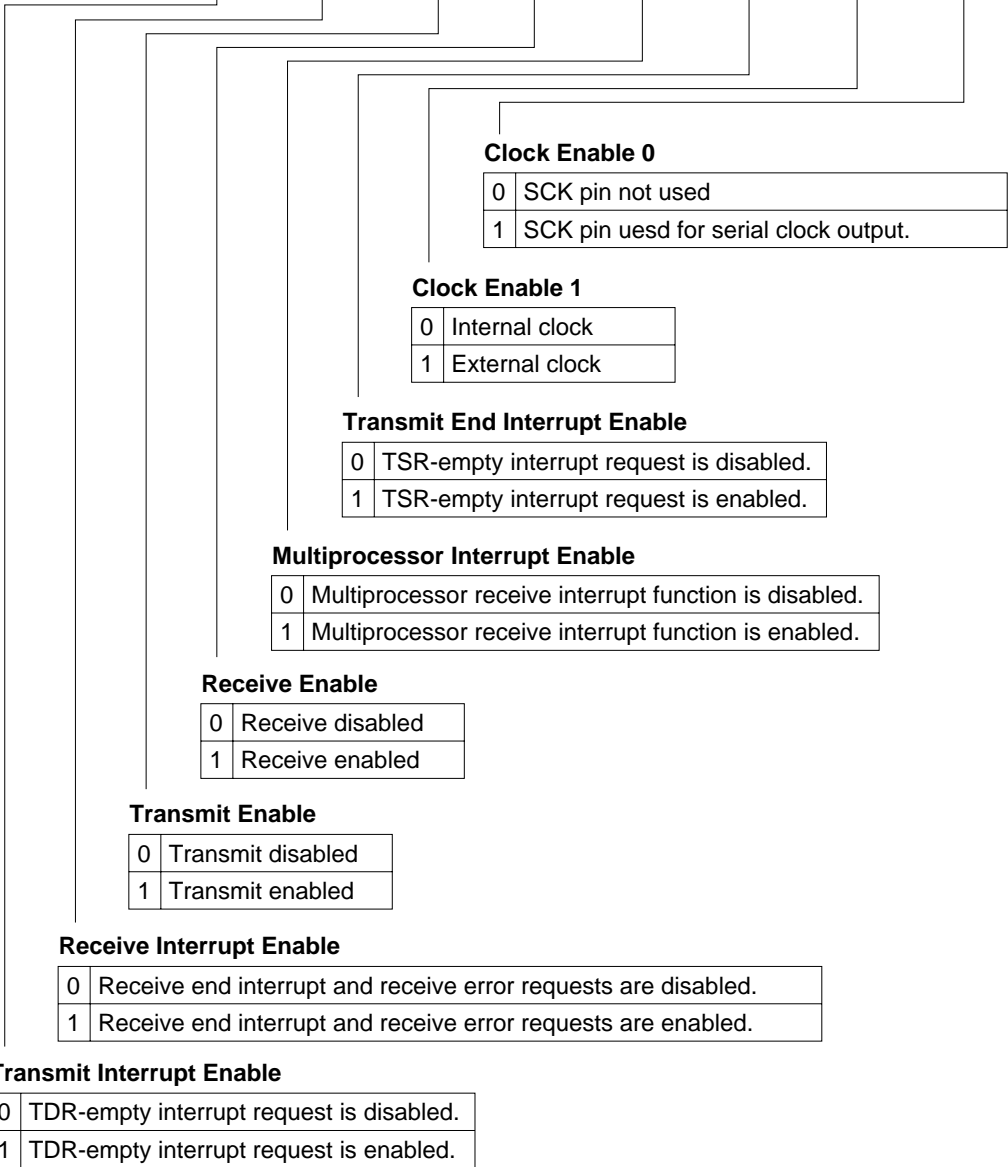 Clock Enable 0
0 SCK pin not used
1 SCK pin uesd for serial clock output.
Clock Enable 1
0 Internal clock
1 External clock
Transmit End Interrupt Enable
0 TSR-empty interrupt request is disabled.
1 TSR-empty interrupt request is enabled.
Multiprocessor Interrupt Enable
0 Multiprocessor receive interrupt function is disabled.
1 Multiprocessor receive interrupt function is enabled.
Receive Enable
0 Receive disabled
1 Receive enabled
Transmit Enable
0 Transmit disabled
1 Transmit enabled
Receive Interrupt Enable
0 Receive end interrupt and receive error requests are disabled.
1 Receive end interrupt and receive error requests are enabled.
Transmit Interrupt Enable
0 TDR-empty interrupt request is disabled.
1 TDR-empty interrupt request is enabled.